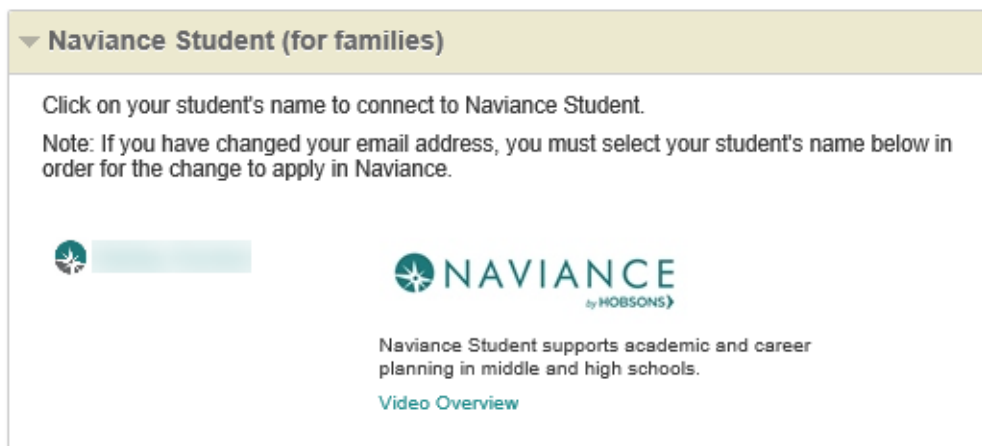 Naviance Student (for families)
Click on your student's name to connect to Naviance Student.
Note: If you have changed your email address, you must select your student's name below in
order for the change to apply in Naviance.
NAVIANCE
by HOBSONS
Naviance Student supports academic and career
planning in middle and high schools.
Video Overview